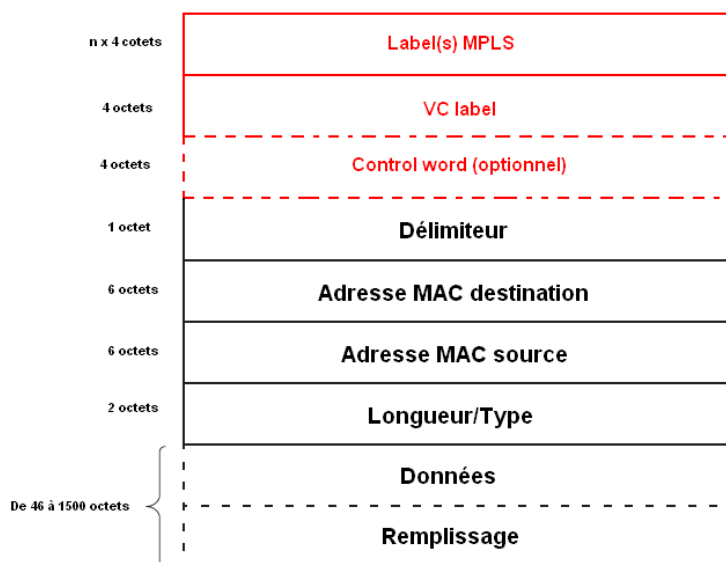 n x 4 cotets
Label(s) MPLS
4 octets
VC label
4 octets
Control word (optionnel)
1 octet
Délimiteur
6 octets
Adresse MAC destination
6 octets
Adresse MAC source
2 octets
Longueur/Type
Données
De 46 à 1500 octets
Remplissage